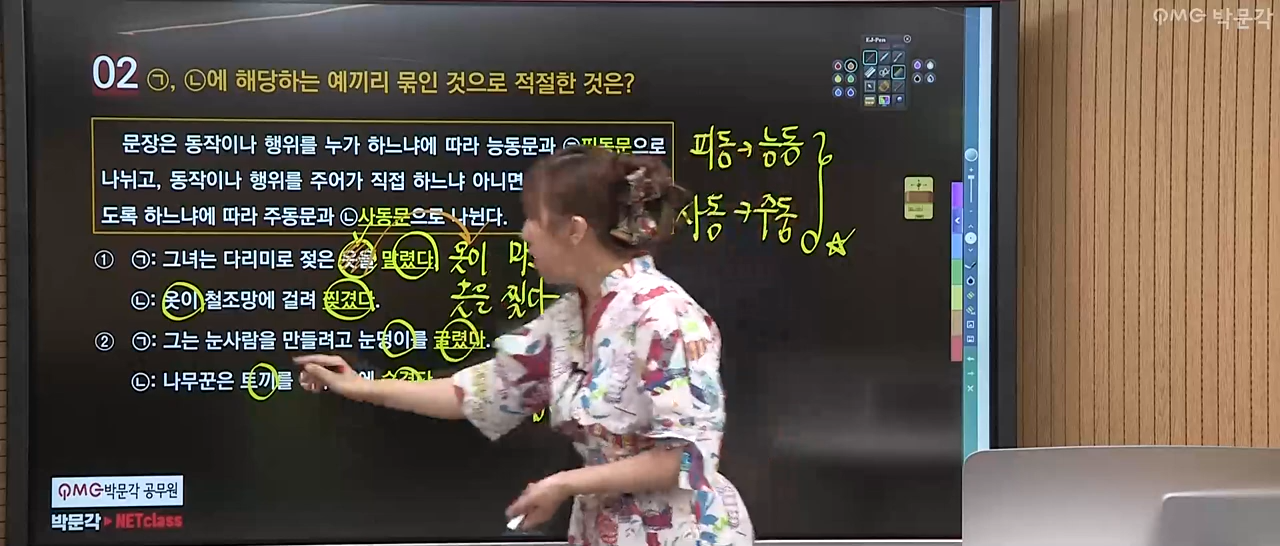 QMG 박문각
EJ-Pen
02 ㉠, ㉡에 해당하는 예끼리 묶인 것으로 적절한 것은?
문장은 동작이나 행위를 누가 하느냐에 따라 능동문과 ㉠피동문으로
나뉘고, 동작이나 행위를 주어가 직접 하느냐 아니면
도록 하느냐에 따라 주동문과 ㉡사동문으로 나뉜다.
피동→능동
사동→주동
① ㉠: 그녀는 다리미로 젖은 옷을 말렸다. 옷이
㉡: 옷이 철조망에 걸려 찢겼다. 옷을 찢다
② ㉠: 그는 눈사람을 만들려고 눈덩이를 굴렸다.
㉡: 나무꾼은 토끼를 숨겼다
QMG박문각 공무원
박문각 NETclass